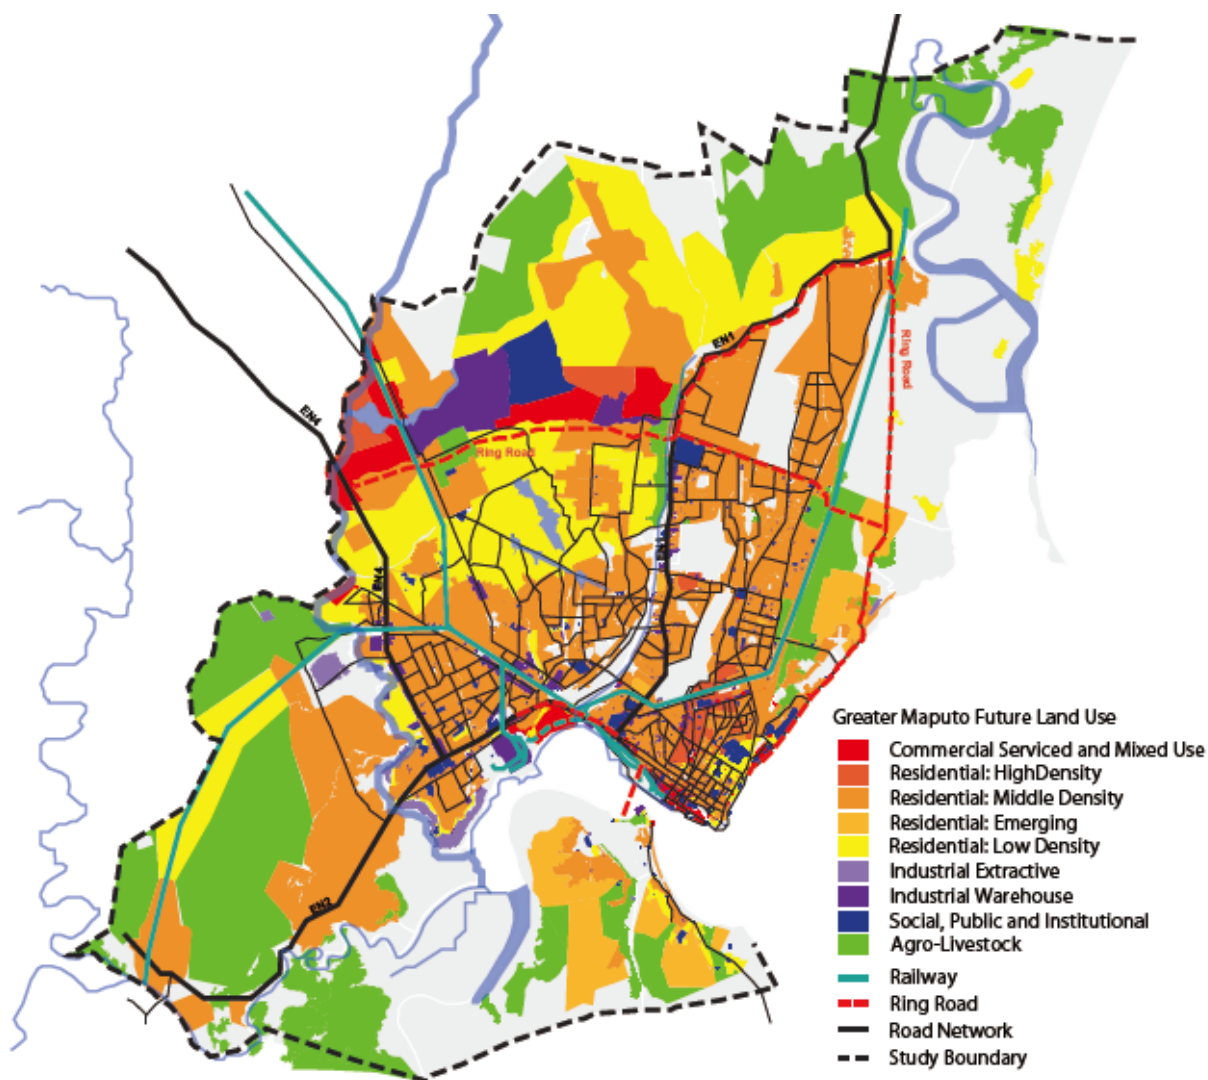 EN1
EN4
Ring Road
Ring Road
EN4
EN2
Greater Maputo Future Land Use
Commercial Serviced and Mixed Use
Residential: HighDensity
Residential: Middle Density
Residential: Emerging
Residential: Low Density
Industrial Extractive
Industrial Warehouse
Social, Public and Institutional
Agro-Livestock
Railway
Ring Road
Road Network
Study Boundary